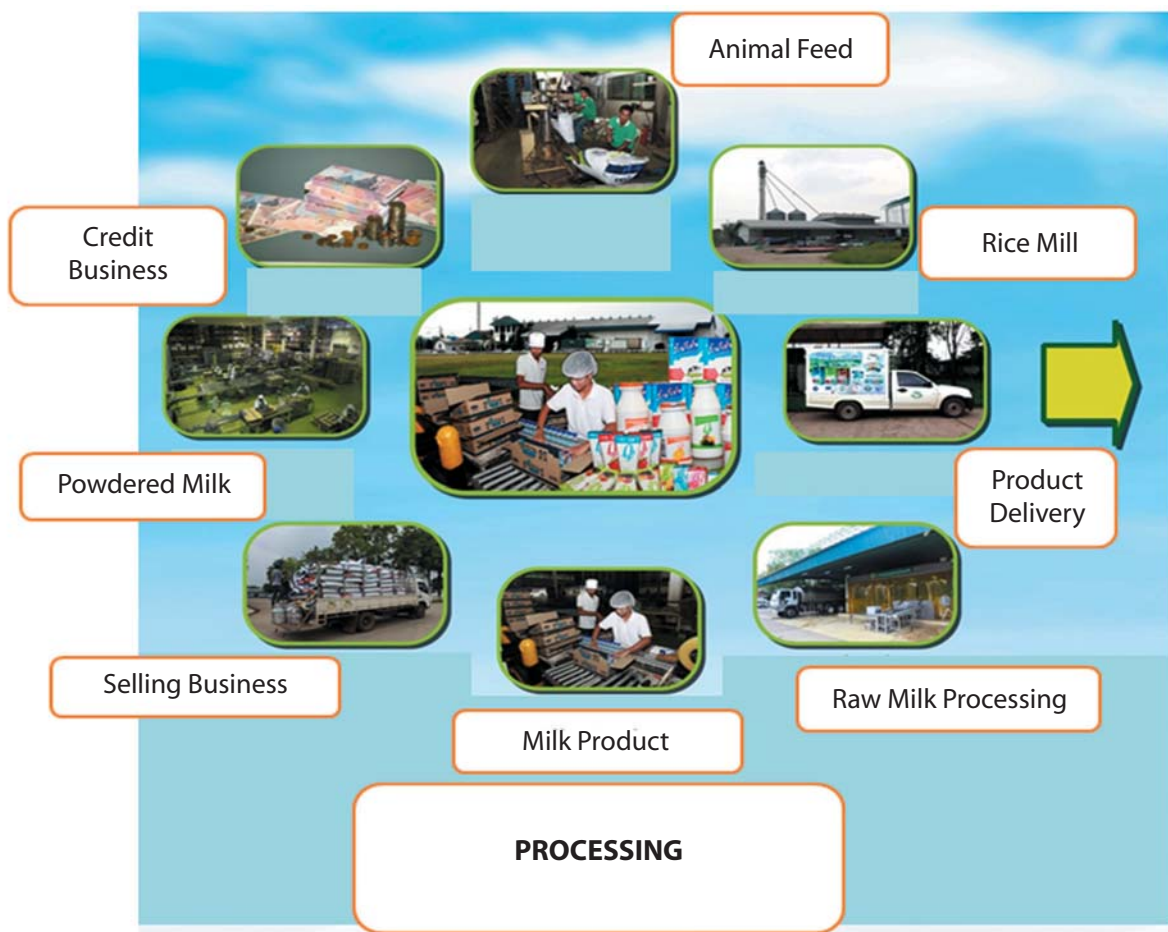 Animal Feed
Credit
Business
Rice Mill
Powdered Milk
Product
Delivery
Selling Business
Raw Milk Processing
Milk Product
PROCESSING